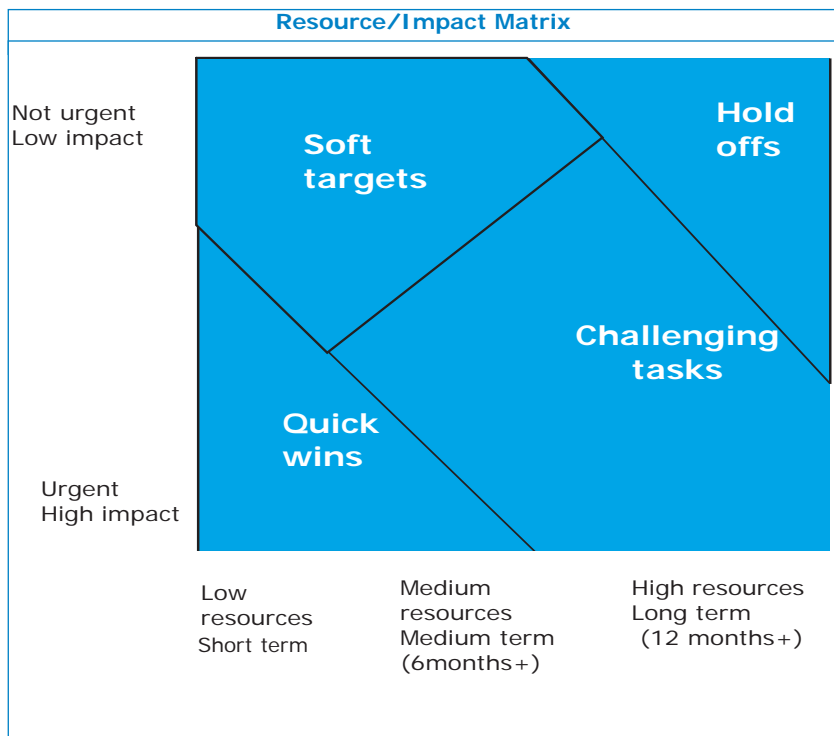 Resource/Impact Matrix
Not urgent
Low impact
Soft
targets
Hold
offs
Challenging
tasks
Quick
wins
Urgent
High impact
Low
resources
Short term
Medium
resources
Medium term
(6months+)
High resources
Long term
(12 months+)